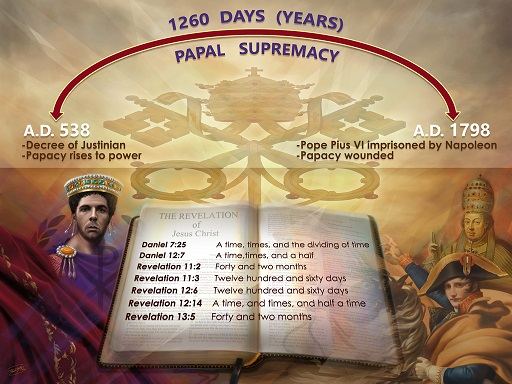 1260 DAYS (YEARS)
PAPAL SUPREMACY
A.D. 538
-Decree of Justinian
-Papacy rises to power
A.D. 1798
-Pope Pius VI imprisoned by Napoleon
-Papacy wounded
THE REVELATION
of
Jesus Christ
Daniel 7:25 A time, times, and the dividing of time
Daniel 12:7 A time,times, and a half
Revelation 11:2 Forty and two months
Revelation 11:3 Twelve hundred and sixty days
Revelation 12:6 Twelve hundred and sixty days
Revelation 12:14 A time, and times, and half a time
Revelation 13:5 Forty and two months